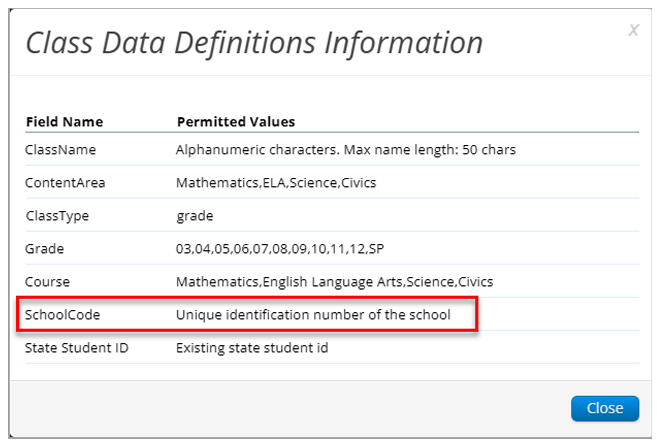 Class Data Definitions Information
x
Field Name Permitted Values
ClassName Alphanumeric characters. Max name length: 50 chars
ContentArea Mathematics,ELA,Science,Civics
ClassType grade
Grade 03,04,05,06,07,08,09,10,11,12,SP
Course Mathematics,English Language Arts,Science,Civics
SchoolCode Unique identification number of the school
State Student ID Existing state student id
Close